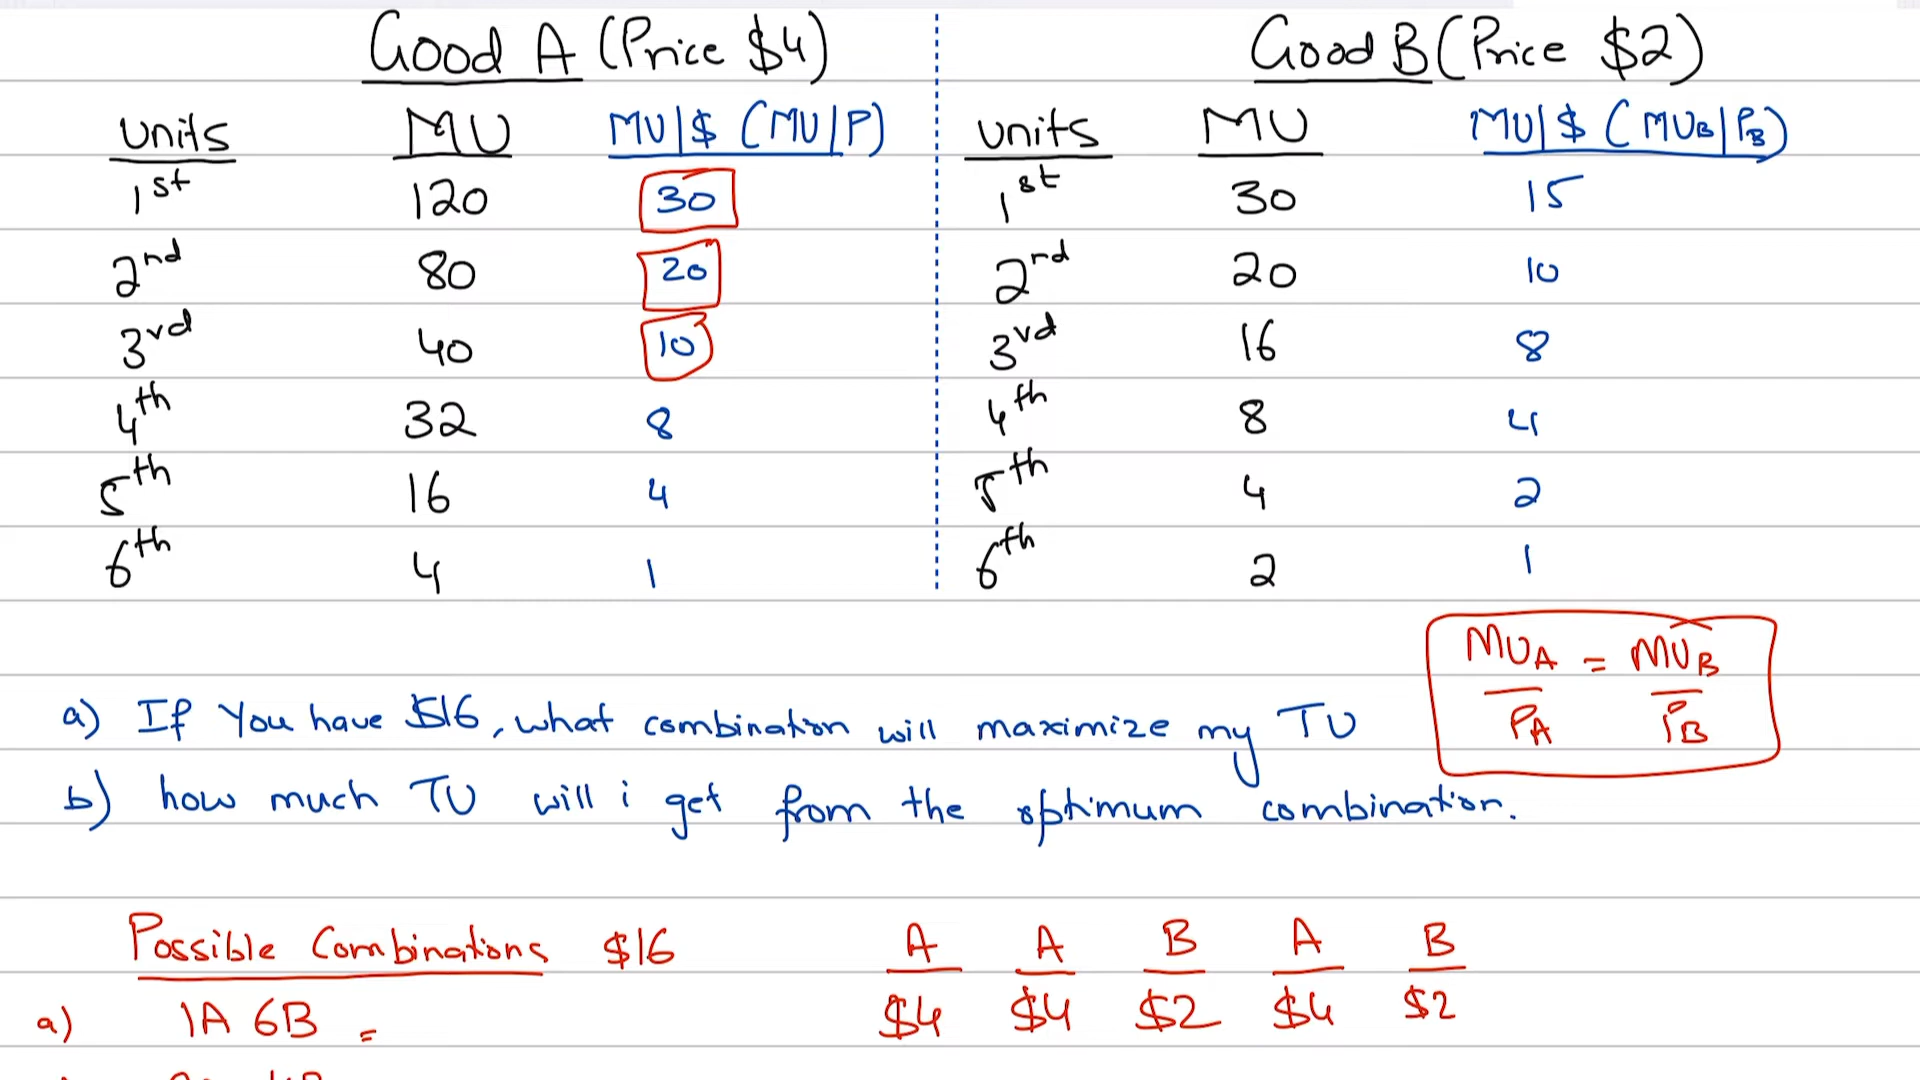 Good A (Price $4) Good B (Price $2)
units MU MU|$ (MU|P) units MU MU|$ (MUB|PB)
1st 120 30 1st 30 15
2nd 80 20 2nd 20 10
3rd 40 10 3rd 16 8
4th 32 8 4th 8 4
5th 16 4 5th 4 2
6th 4 1 6th 2 1
MUA = MUB
PA PB
a) If You have $16, what combination will maximize my TU
b) how much TU will i get from the optimum combination.
Possible Combinations $16 A A B A B
a) 1A 6B = $4 $4 $2 $4 $2